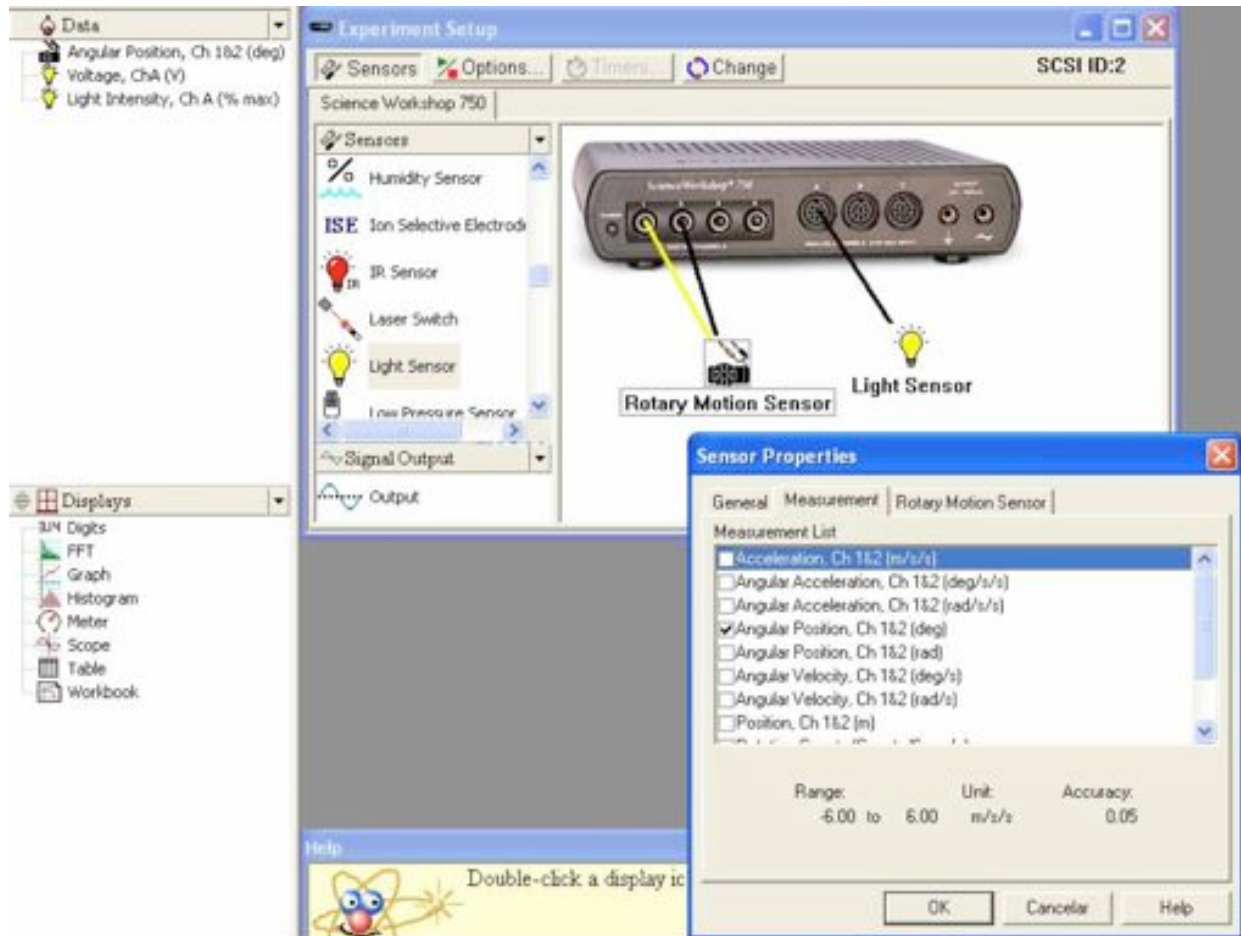 Data
Angular Position, Ch 1&2 (deg)
Voltage, ChA (V)
Light Intensity, Ch A (% max)
Displays
Digits
FFT
Graph
Histogram
Meter
Scope
Table
Workbook
Experiment Setup
Sensors Options... Timers... Change SCSI ID:2
Science Workshop 750
Sensors
% Humidity Sensor
ISE Ion Selective Electrod
IR IR Sensor
Laser Switch
Light Sensor
Low Pressure Sensor
Signal Output
Output
ScienceWorkshop 750
Rotary Motion Sensor
Light Sensor
Sensor Properties
General Measurement Rotary Motion Sensor
Measurement List
Acceleration, Ch 1&2 (m/s/s)
Angular Acceleration, Ch 1&2 (deg/s/s)
Angular Acceleration, Ch 1&2 (rad/s/s)
Angular Position, Ch 1&2 (deg)
Angular Position, Ch 1&2 (rad)
Angular Velocity, Ch 1&2 (deg/s)
Angular Velocity, Ch 1&2 (rad/s)
Position, Ch 1&2 (m)
Range: Unit: Accuracy:
-6.00 to 6.00 m/s/s 0.05
OK Cancelar Help
Help
Double-click a display ic